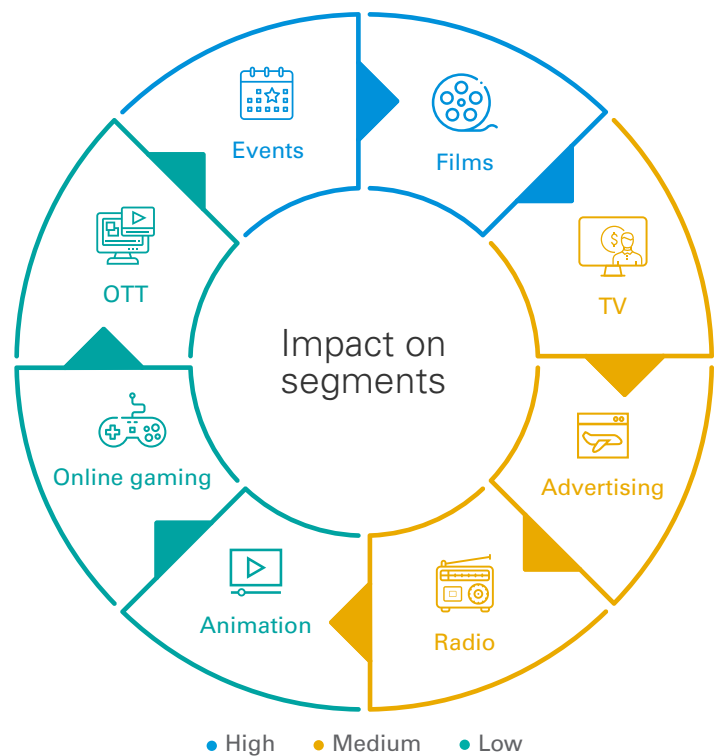 Events
Films
OTT
TV
Impact on
segments
Online gaming
Advertising
Animation
Radio
High
Medium
Low